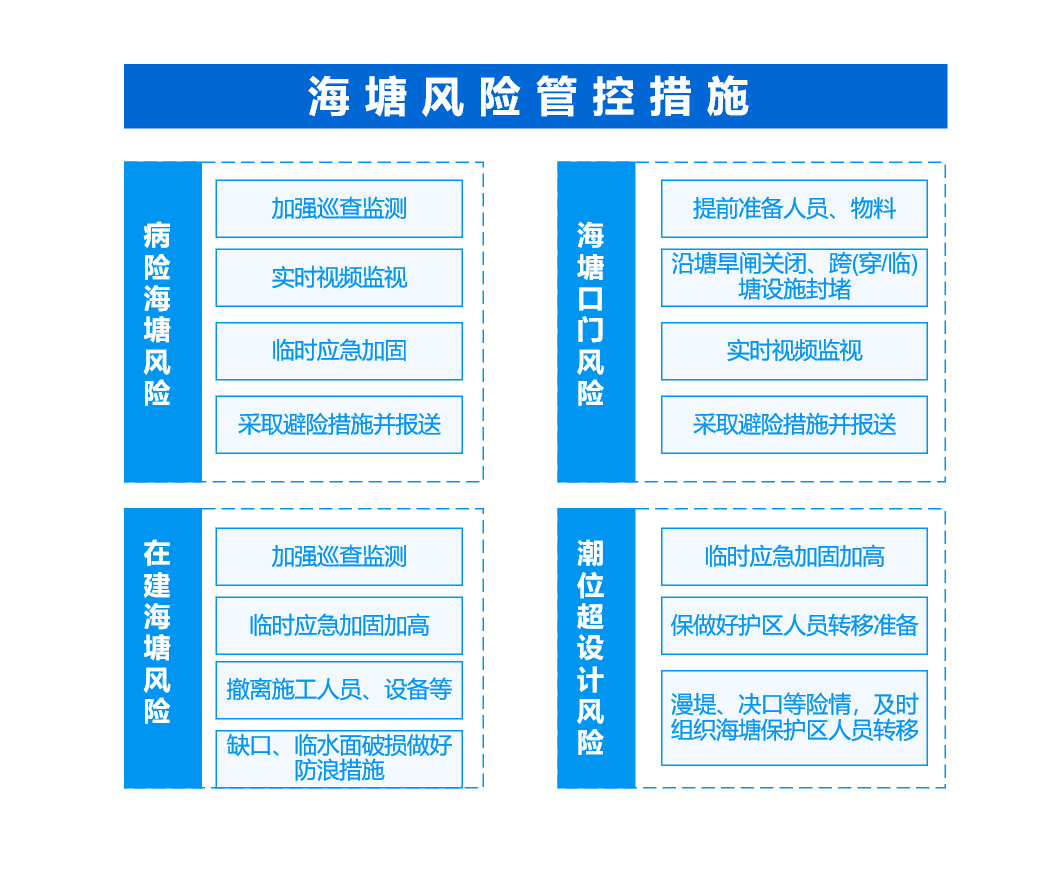 海塘风险管控措施
病险海塘风险
加强巡查监测
实时视频监视
临时应急加固
采取避险措施并报送
海塘口门风险
提前准备人员、物料
沿塘旱闸关闭、跨(穿/临)
塘设施封堵
实时视频监视
采取避险措施并报送
在建海塘风险
加强巡查监测
临时应急加固加高
撤离施工人员、设备等
缺口、临水面破损做好
防浪措施
潮位超设计风险
临时应急加固加高
保做好护区人员转移准备
漫堤、决口等险情，及时
组织海塘保护区人员转移